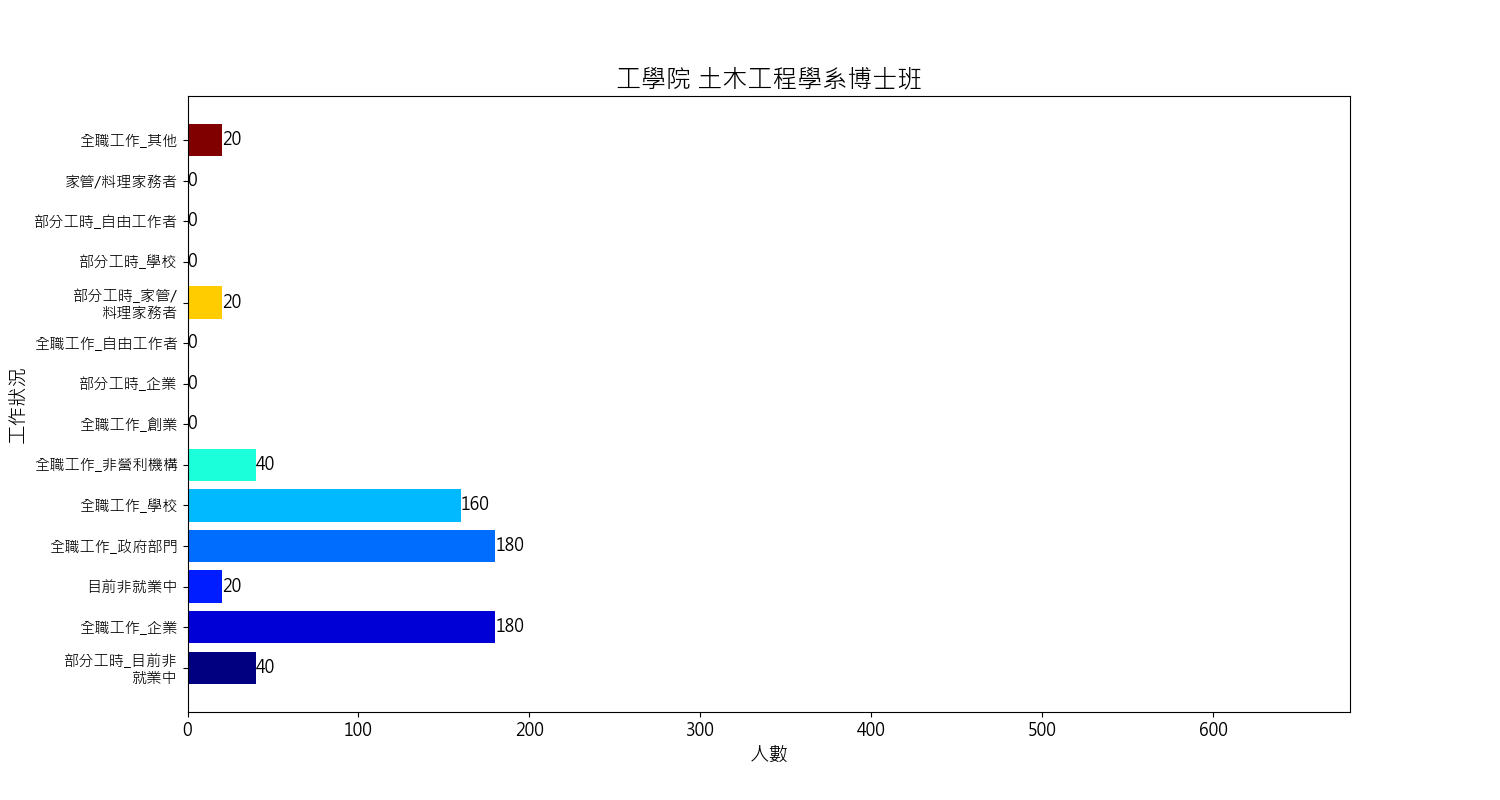 工學院 土木工程學系博士班
全職工作_其他
20
家管/料理家務者
0
部分工時_自由工作者
0
部分工時_學校
0
部分工時_家管/
料理家務者
20
全職工作_自由工作者
0
部分工時_企業
0
全職工作_創業
0
全職工作_非營利機構
40
全職工作_學校
160
全職工作_政府部門
180
目前非就業中
20
全職工作_企業
180
部分工時_目前非
就業中
40
工作狀況
0 100 200 300 400 500 600
人數